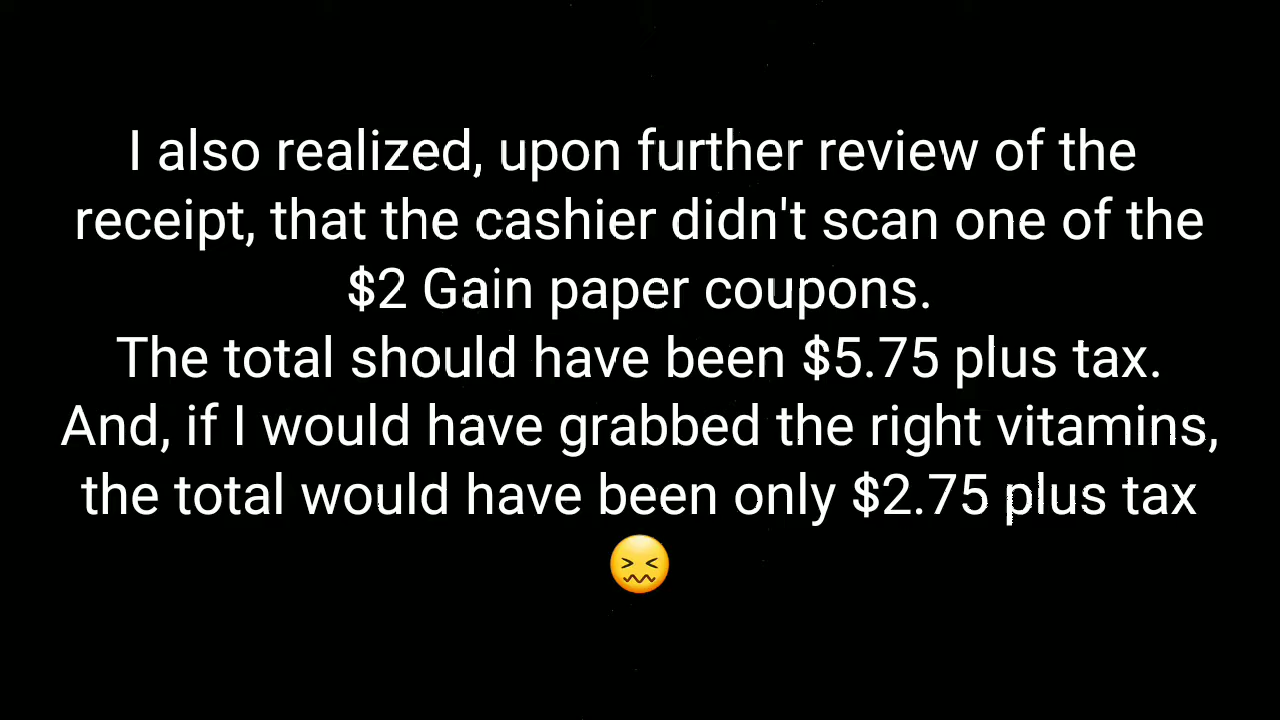 I also realized, upon further review of the
receipt, that the cashier didn't scan one of the
$2 Gain paper coupons.
The total should have been $5.75 plus tax.
And, if I would have grabbed the right vitamins,
the total would have been only $2.75 plus tax
😖